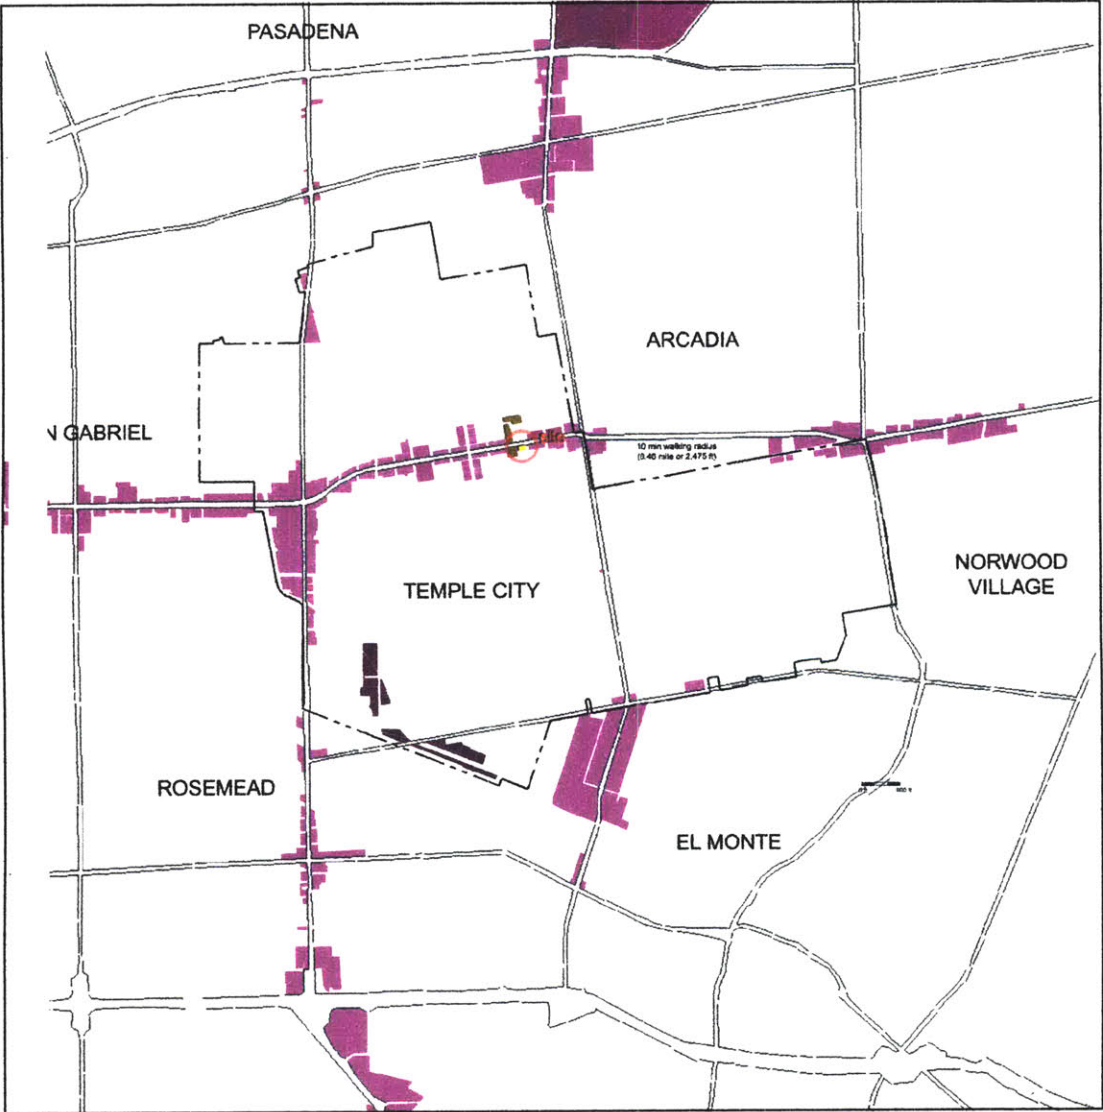 PASADENA
ARCADIA
N GABRIEL
10 min walking radius
(0.40 mile or 2,475 ft)
TEMPLE CITY
NORWOOD
VILLAGE
ROSEMEAD
EL MONTE